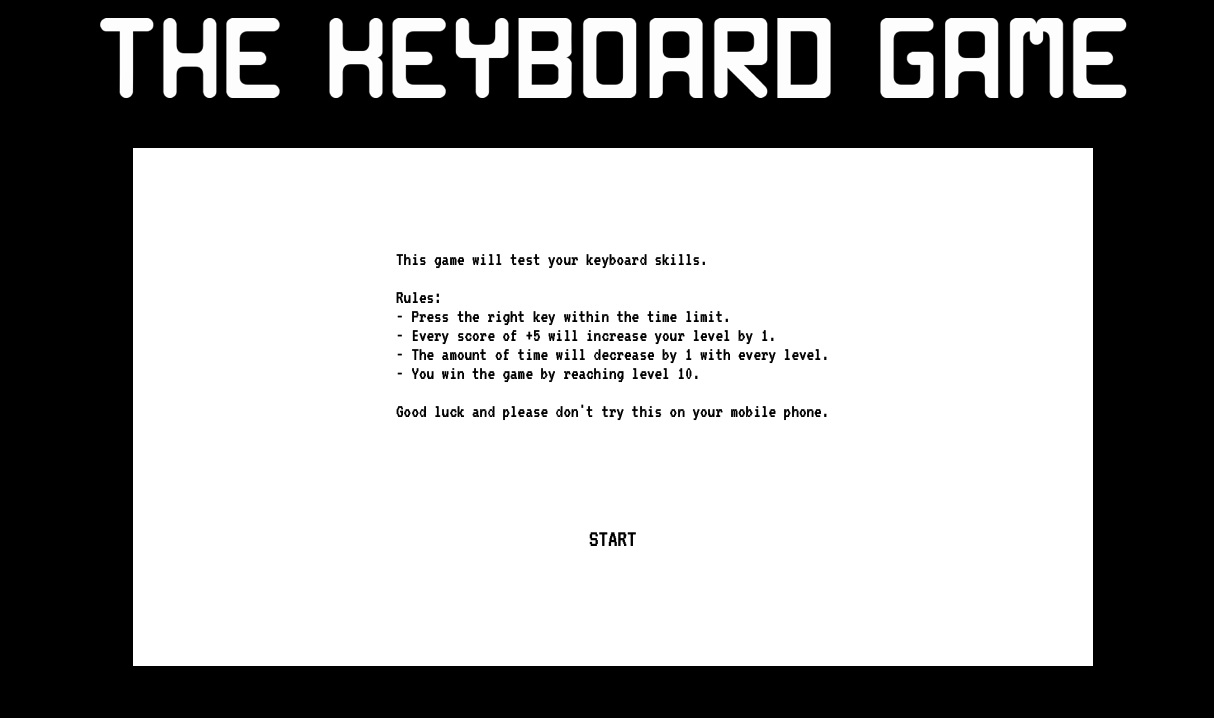 THE KEYBOARD GAME
This game will test your keyboard skills.
Rules:
- Press the right key within the time limit.
- Every score of +5 will increase your level by 1.
- The amount of time will decrease by 1 with every level.
- You win the game by reaching level 10.
Good luck and please don't try this on your mobile phone.
START